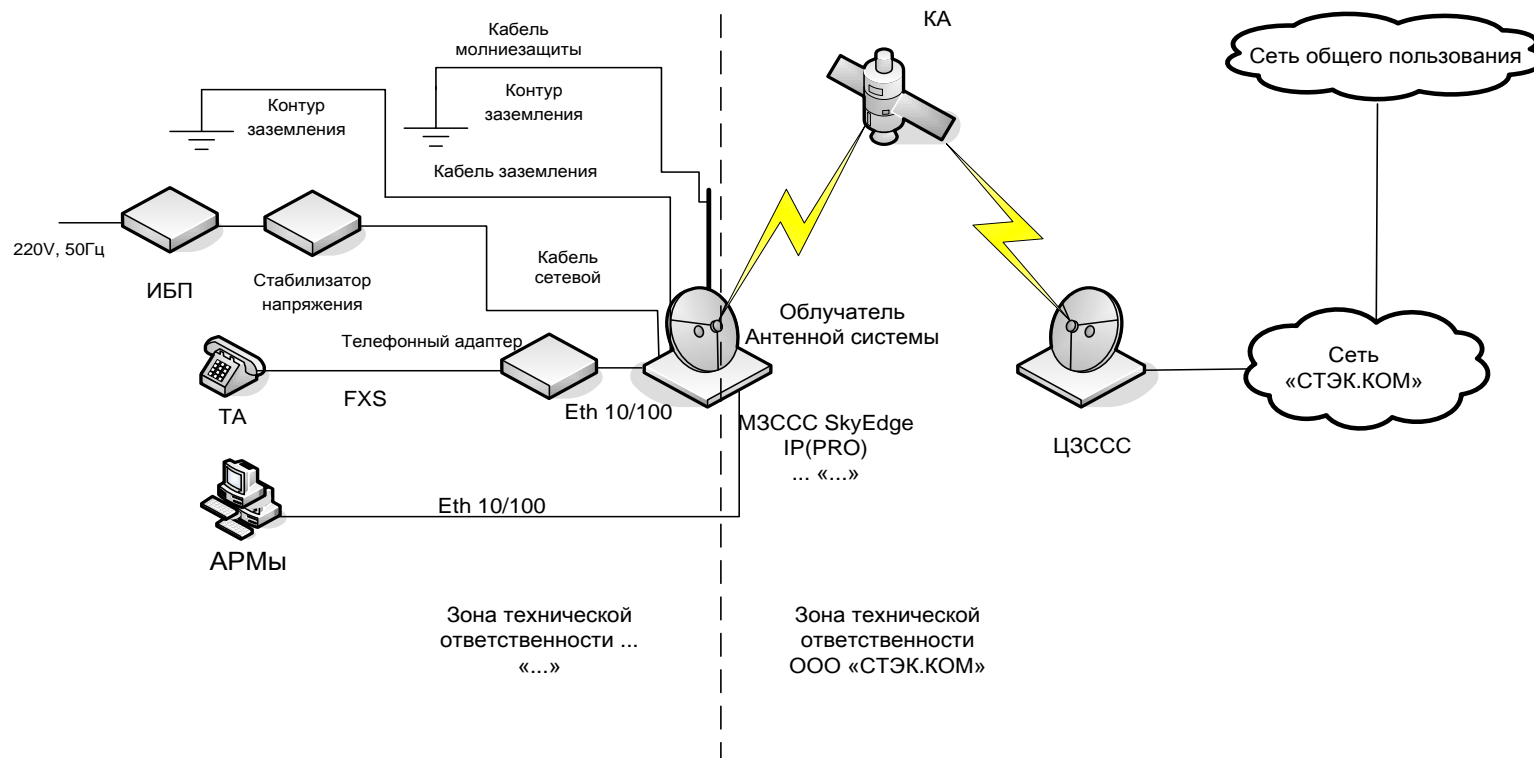 Кабель
молниезащиты
КА
Сеть общего пользования
Контур
заземления
Контур
заземления
Кабель заземления
220V, 50Гц
ИБП
Стабилизатор
напряжения
Кабель
сетевой
Облучатель
Антенной системы
Телефонный адаптер
ТА
FXS
Eth 10/100
МЗССС SkyEdge
IP(PRO)
... «...»
ЦЗССС
Сеть
«СТЭК.КОМ»
Eth 10/100
АРМы
Зона технической
ответственности ...
«...»
Зона технической
ответственности
ООО «СТЭК.КОМ»